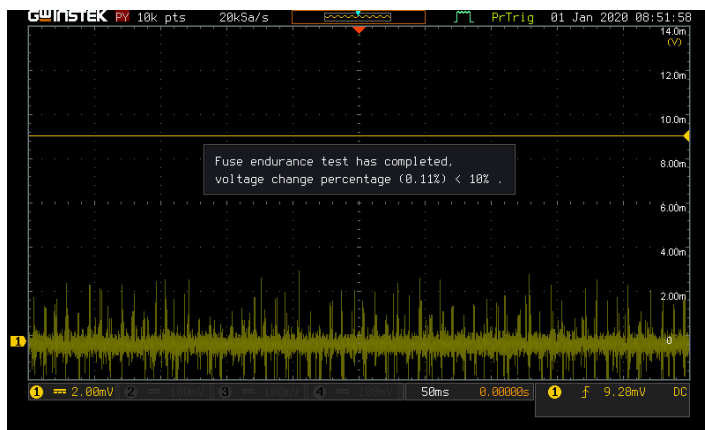 GWINSTEK PY 10k pts 20kSa/s PrTrig 01 Jan 2020 08:51:58
14.0m
(V)
12.0m
10.0m
Fuse endurance test has completed,
voltage change percentage (0.11%) < 10% .
8.00m
6.00m
4.00m
2.00m
1
0
1 2.00mV 2 100mV 3 100mV 4 100mV 50ms 0.00000s 1 9.28mV DC